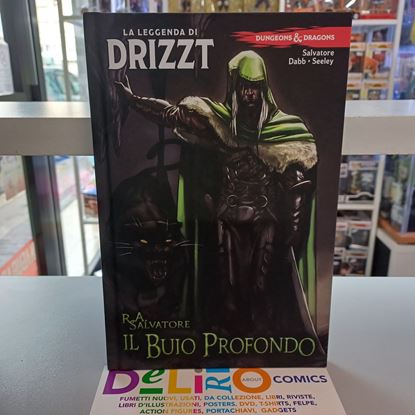 LA LEGGENDA DI
DRIZZT
DUNGEONS & DRAGONS
Salvatore
Dabb • Seeley
R.A.
SALVATORE
IL BUIO PROFONDO
DeLiRiO ABOUT COMICS
FUMETTI NUOVI, USATI, DA COLLEZIONE, LIBRI, RIVISTE,
LIBRI D'ILLUSTRAZIONI, POSTERS, DVD, T-SHIRTS, FELPE,
ACTION FIGURES, PORTACHIAVI, GADGETS